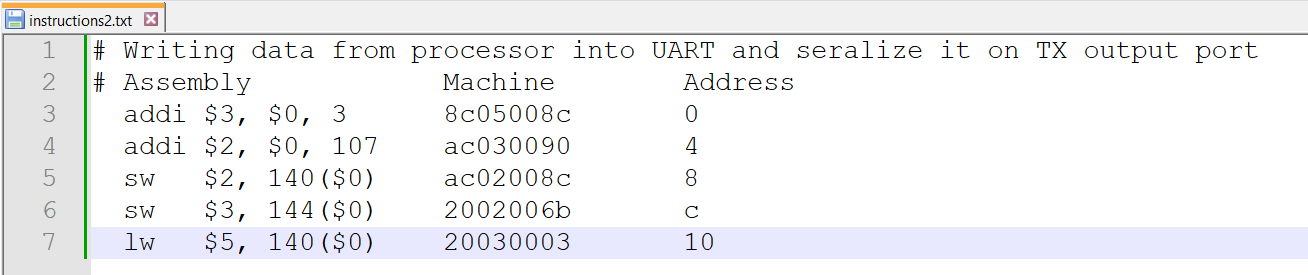 instructions2.txt
1 # Writing data from processor into UART and seralize it on TX output port
2 # Assembly Machine Address
3 addi $3, $0, 3 8c05008c 0
4 addi $2, $0, 107 ac030090 4
5 sw $2, 140($0) ac02008c 8
6 sw $3, 144($0) 2002006b c
7 lw $5, 140($0) 20030003 10